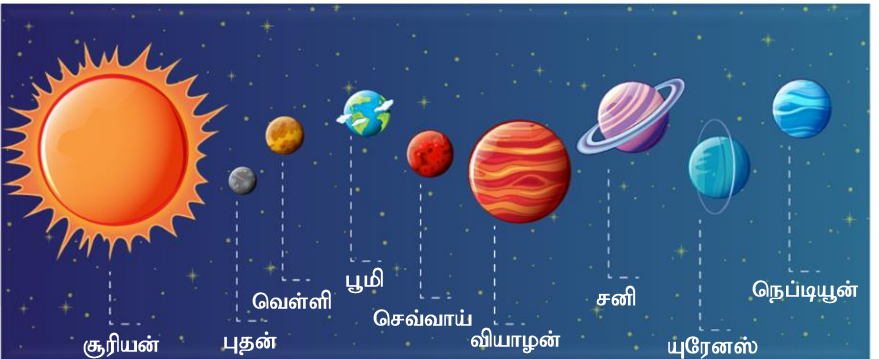 சூரியன்
புதன்
வெள்ளி
பூமி
செவ்வாய்
வியாழன்
சனி
யுரேனஸ்
நெப்டியூன்